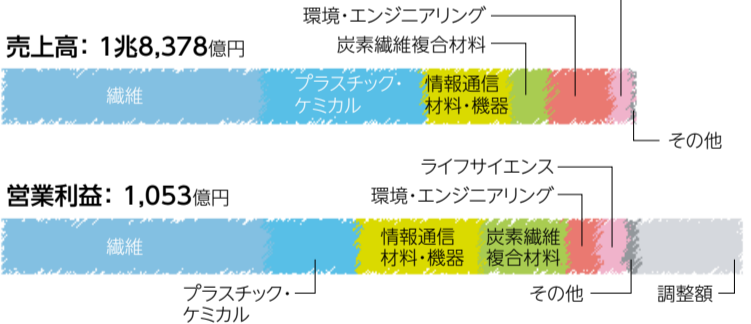 環境・エンジニアリング
売上高： 1兆8,378億円
炭素繊維複合材料
繊維
プラスチック・
ケミカル
情報通信
材料・機器
その他
ライフサイエンス
営業利益： 1,053億円
環境・エンジニアリング
繊維
情報通信
材料・機器
炭素繊維
複合材料
プラスチック・
ケミカル
その他
調整額